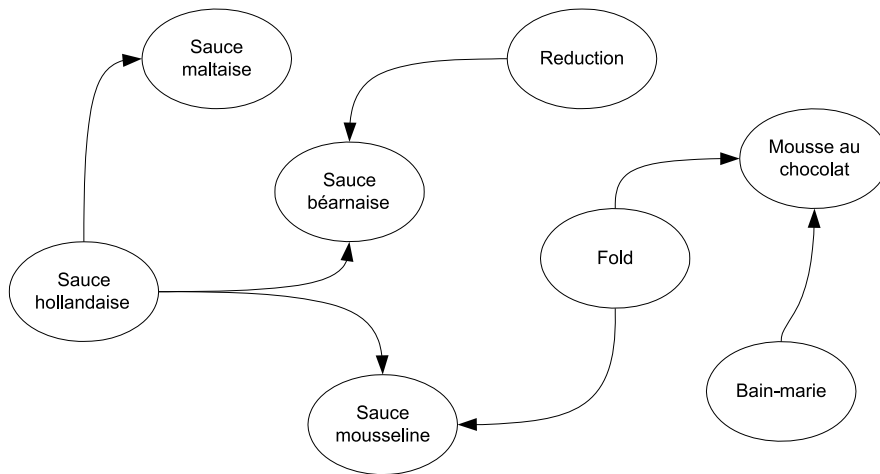 Sauce
maltaise
Reduction
Mousse au
chocolat
Sauce
béarnaise
Fold
Sauce
hollandaise
Bain-marie
Sauce
mousseline